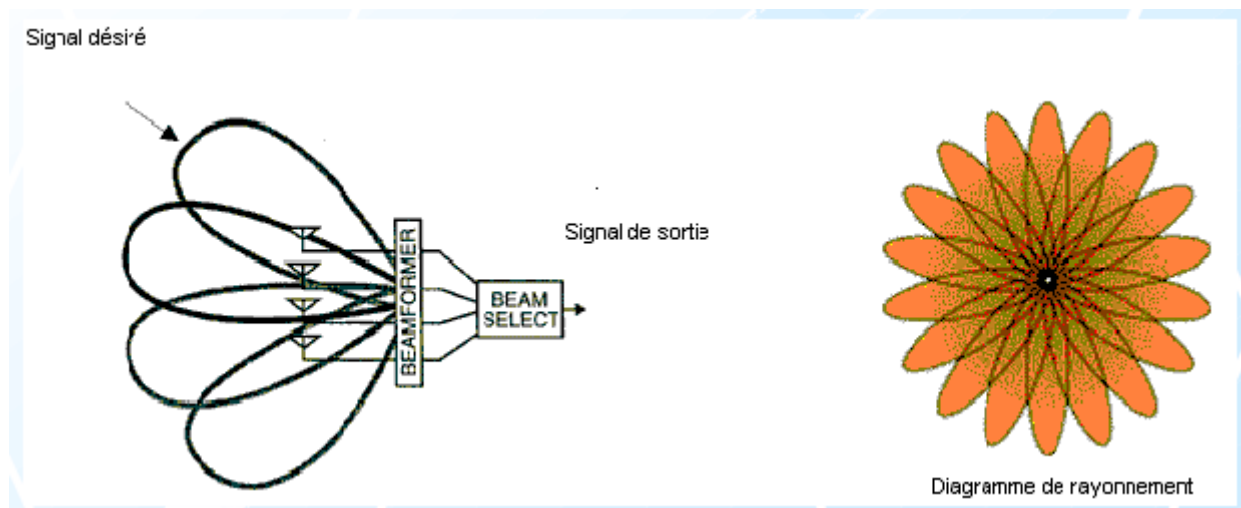 Signal désiré
Signal de sortie
BEAMFORMER
BEAM
SELECT
Diagramme de rayonnement